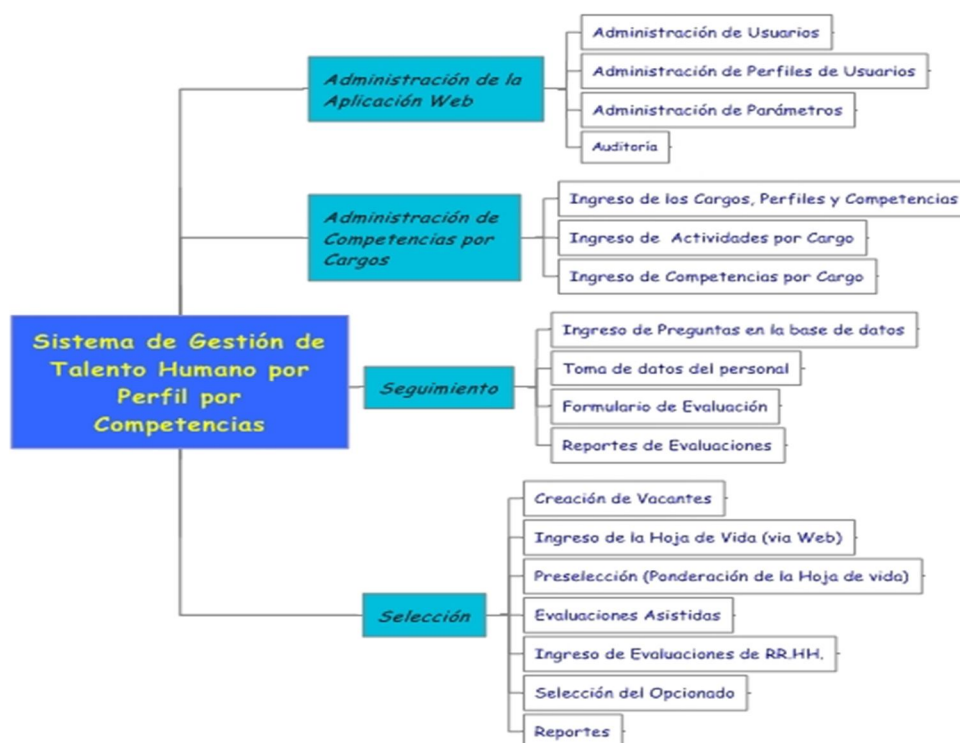 Sistema de Gestión de
Talento Humano por
Perfil por
Competencias
Administración de la
Aplicación Web
Administración de Usuarios
Administración de Perfiles de Usuarios
Administración de Parámetros
Auditoría
Administración de
Competencias por
Cargos
Ingreso de los Cargos, Perfiles y Competencias
Ingreso de Actividades por Cargo
Ingreso de Competencias por Cargo
Seguimiento
Ingreso de Preguntas en la base de datos
Toma de datos del personal
Formulario de Evaluación
Reportes de Evaluaciones
Selección
Creación de Vacantes
Ingreso de la Hoja de Vida (via Web)
Preselección (Ponderación de la Hoja de vida)
Evaluaciones Asistidas
Ingreso de Evaluaciones de RR.HH.
Selección del Opcionado
Reportes